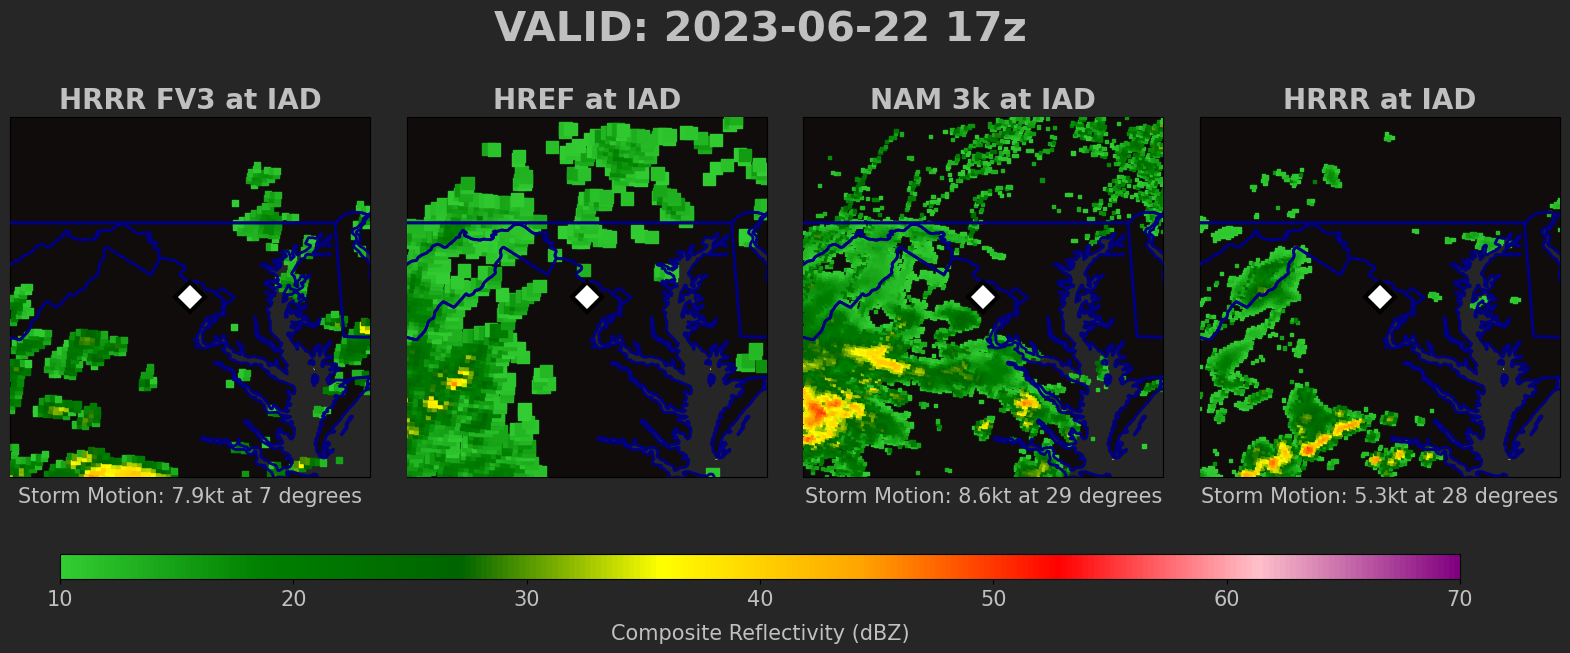 VALID: 2023-06-22 17z
HRRR FV3 at IAD
HREF at IAD
NAM 3k at IAD
HRRR at IAD
Storm Motion: 7.9kt at 7 degrees
Storm Motion: 8.6kt at 29 degrees
Storm Motion: 5.3kt at 28 degrees
10 20 30 40 50 60 70
Composite Reflectivity (dBZ)